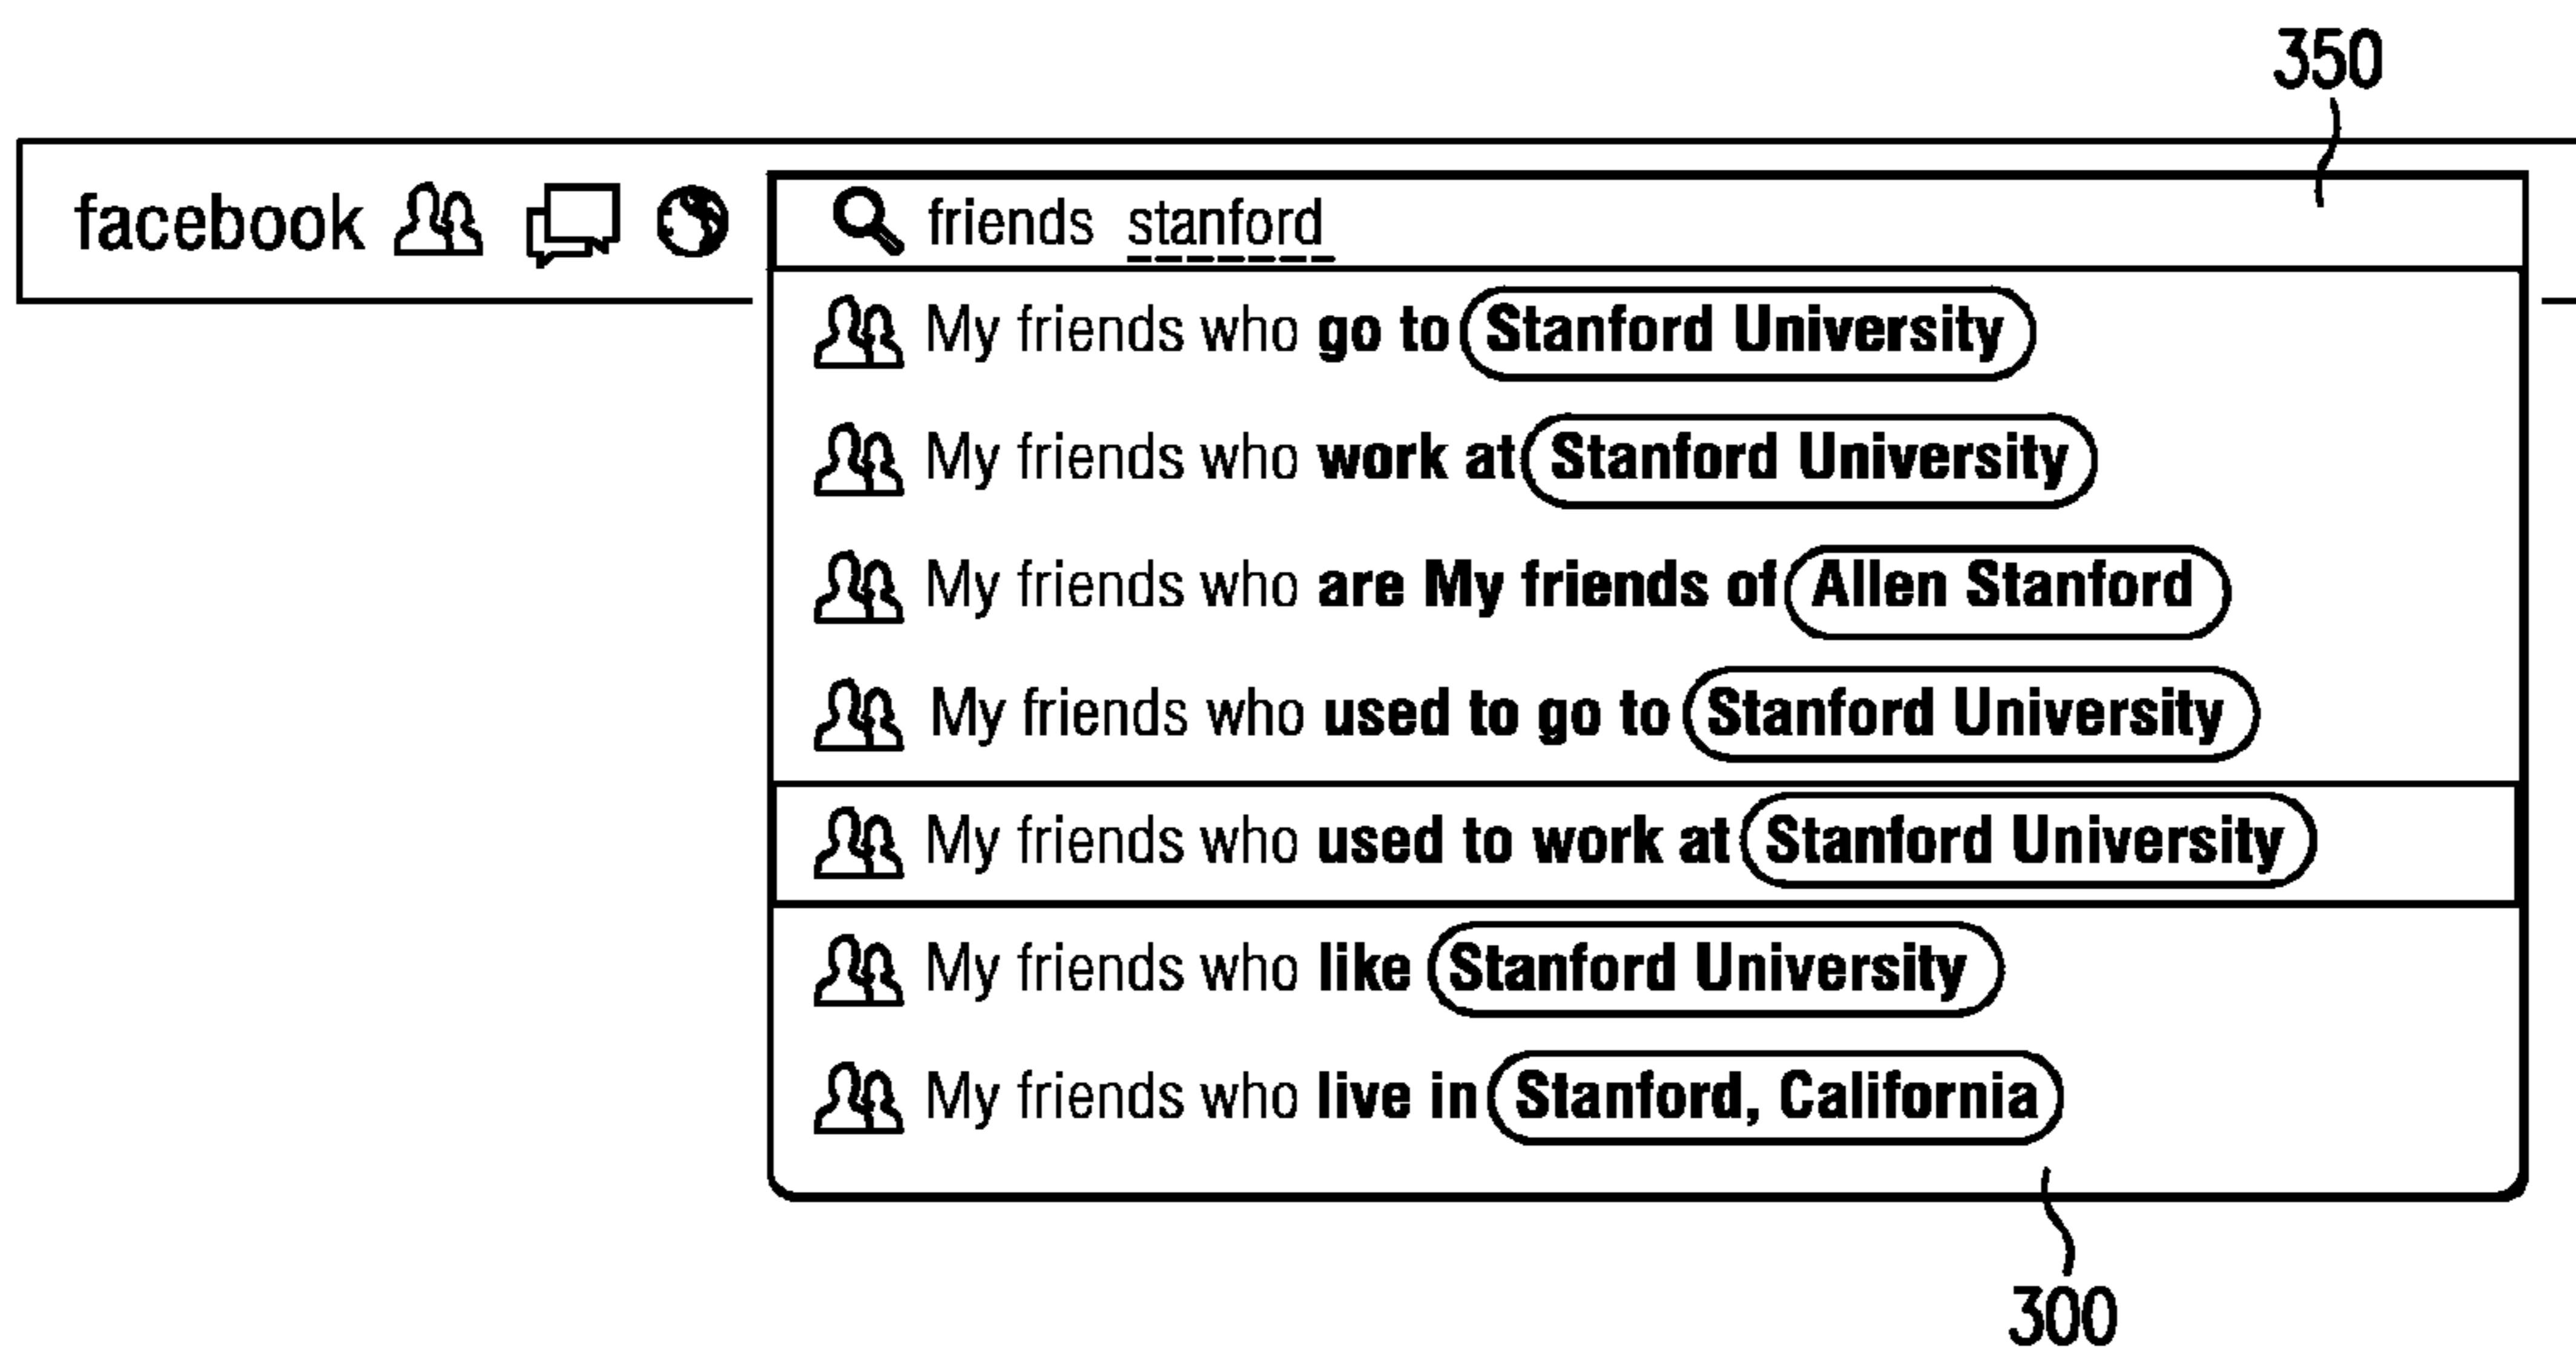 350
facebook friends stanford
My friends who go to Stanford University
My friends who work at Stanford University
My friends who are My friends of Allen Stanford
My friends who used to go to Stanford University
My friends who used to work at Stanford University
My friends who like Stanford University
My friends who live in Stanford, California
300